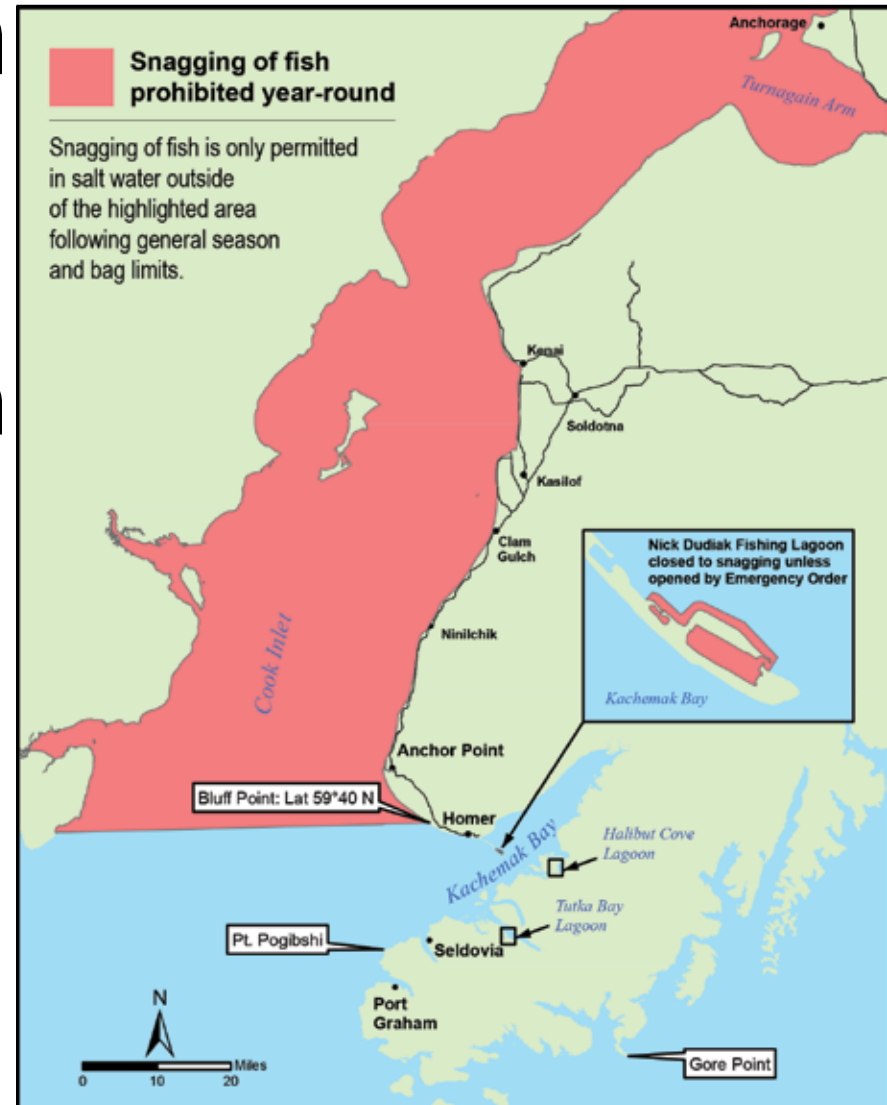 Snagging of fish
prohibited year-round
Snagging of fish is only permitted
in salt water outside
of the highlighted area
following general season
and bag limits.
Anchorage
Turnagain Arm
Kenai
Soldotna
Kasilof
Clam
Gulch
Ninilchik
Cook Inlet
Nick Dudiak Fishing Lagoon
closed to snagging unless
opened by Emergency Order
Kachemak Bay
Anchor Point
Bluff Point: Lat 59°40 N
Homer
Kachemak Bay
Halibut Cove
Lagoon
Tutka Bay
Lagoon
Pt. Pogibshi
Seldovia
Port
Graham
Gore Point
N
Miles
0 10 20